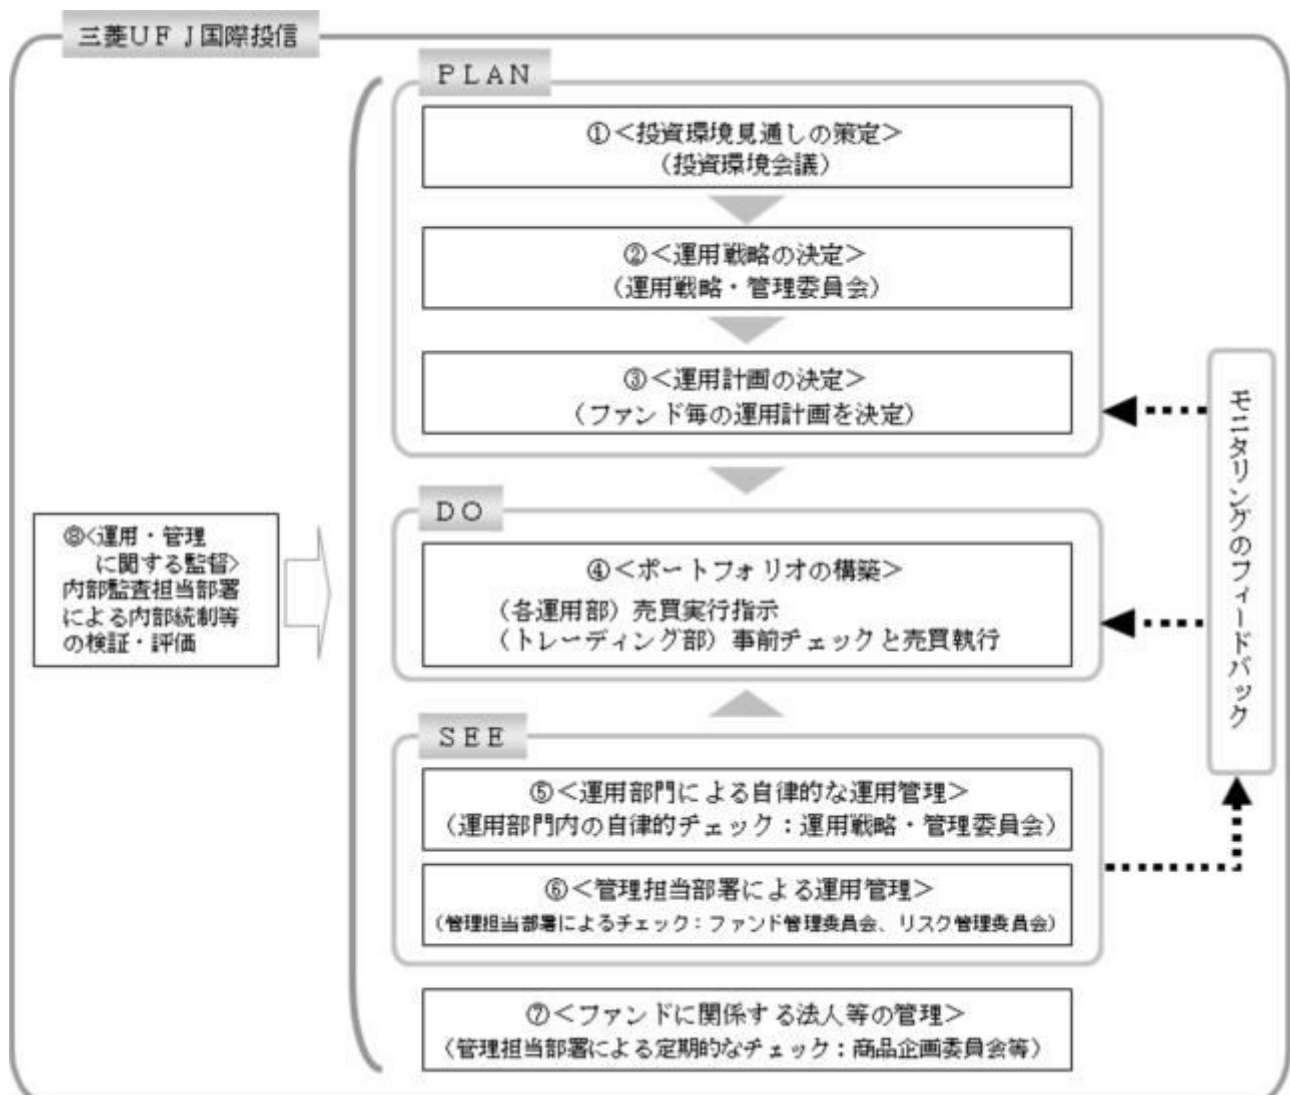 三菱UFJ国際投信
PLAN
①<投資環境見通しの策定>
(投資環境会議)
②<運用戦略の決定>
(運用戦略・管理委員会)
③<運用計画の決定>
(ファンド毎の運用計画を決定)
DO
④<ポートフォリオの構築>
(各運用部)売買実行指示
(トレーディング部)事前チェックと売買執行
SEE
⑤<運用部門による自律的な運用管理>
(運用部門内の自律的チェック:運用戦略・管理委員会)
⑥<管理担当部署による運用管理>
(管理担当部署によるチェック:ファンド管理委員会、リスク管理委員会)
⑦<ファンドに関係する法人等の管理>
(管理担当部署による定期的なチェック:商品企画委員会等)
⑧<運用・管理
に関する監督>
内部監査担当部署
による内部統制等
の検証・評価
モニタリングのフィードバック